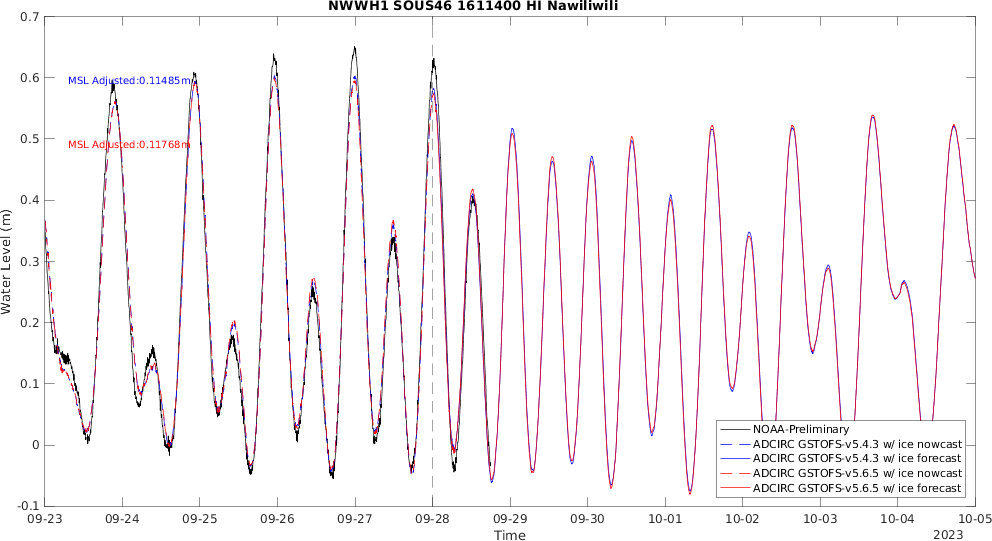 NWWH1 SOUS46 1611400 HI Nawiliwili
0.7
0.6
0.5
0.4
0.3
0.2
0.1
0
-0.1
Water Level (m)
MSL Adjusted:0.11485m
MSL Adjusted:0.11768m
NOAA-Preliminary
ADCIRC GSTOFS-v5.4.3 w/ ice nowcast
ADCIRC GSTOFS-v5.4.3 w/ ice forecast
ADCIRC GSTOFS-v5.6.5 w/ ice nowcast
ADCIRC GSTOFS-v5.6.5 w/ ice forecast
09-23 09-24 09-25 09-26 09-27 09-28 09-29 09-30 10-01 10-02 10-03 10-04 10-05
Time
2023